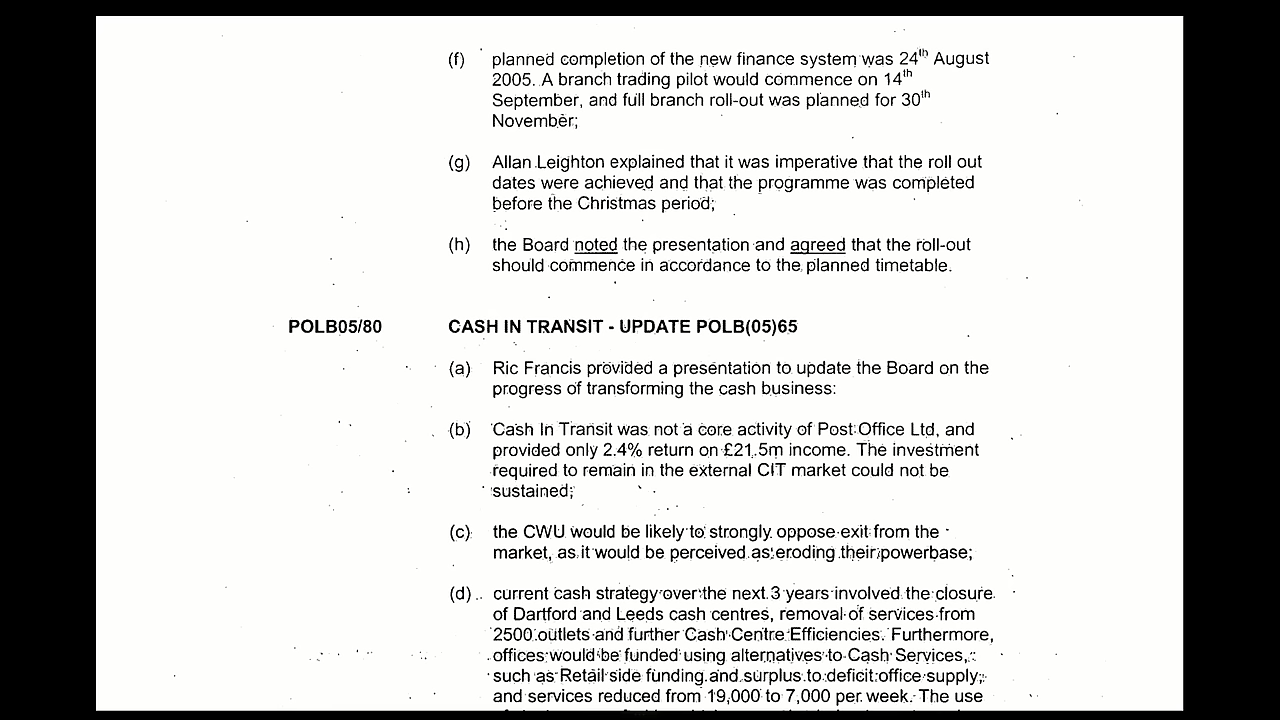 (f) planned completion of the new finance system was 24th August
2005. A branch trading pilot would commence on 14th
September, and full branch roll-out was planned for 30th
November;
(g) Allan Leighton explained that it was imperative that the roll out
dates were achieved and that the programme was completed
before the Christmas period;
(h) the Board noted the presentation and agreed that the roll-out
should commence in accordance to the planned timetable.
POLB05/80 CASH IN TRANSIT - UPDATE POLB(05)65
(a) Ric Francis provided a presentation to update the Board on the
progress of transforming the cash business:
(b) Cash In Transit was not a core activity of Post Office Ltd, and
provided only 2.4% return on £21.5m income. The investment
required to remain in the external CIT market could not be
sustained;
(c) the CWU would be likely to strongly oppose exit from the
market, as it would be perceived as eroding their powerbase;
(d) current cash strategy over the next 3 years involved the closure
of Dartford and Leeds cash centres, removal of services from
2500 outlets and further Cash Centre Efficiencies. Furthermore,
offices would be funded using alternatives to Cash Services,
such as Retail side funding and surplus to deficit office supply;
and services reduced from 19,000 to 7,000 per week. The use